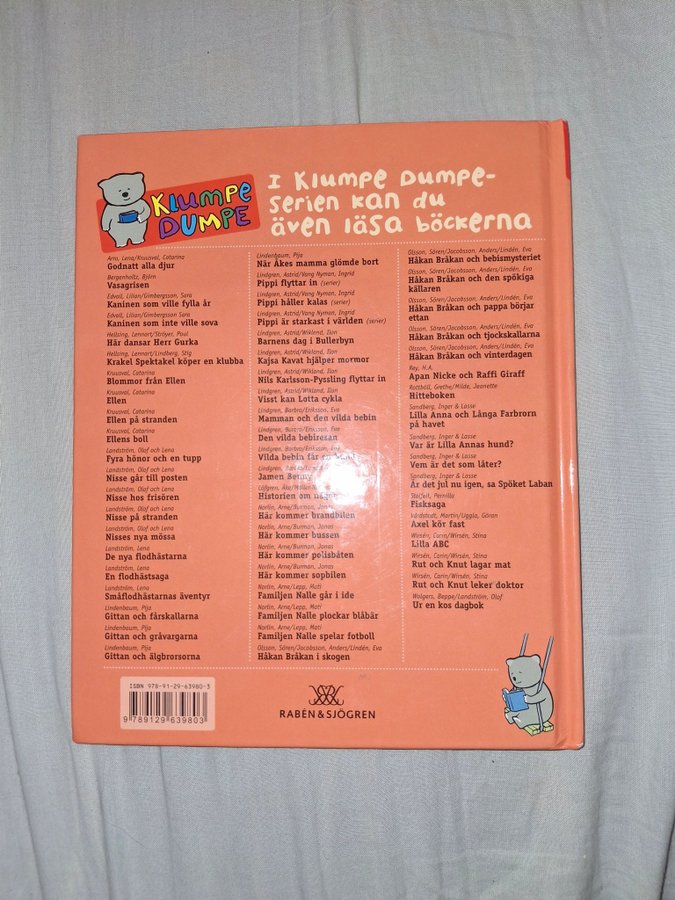 KLUMPE
DUMPE
I Klumpe Dumpe-
serien kan du
även läsa böckerna
Arro, Lena/Kruusval, Catarina
Godnatt alla djur
Bergenholtz, Björn
Vasagrisen
Edvall, Lilian/Gimbergsson, Sara
Kaninen som ville fylla år
Edvall, Lilian/Gimbergsson Sara
Kaninen som inte ville sova
Hellsing, Lennart/Ströyer, Poul
Här dansar Herr Gurka
Hellsing, Lennart/Lindberg, Stig
Krakel Spektakel köper en klubba
Kruusval, Catarina
Blommor från Ellen
Kruusval, Catarina
Ellen
Kruusval, Catarina
Ellen på stranden
Kruusval, Catarina
Ellens boll
Landström, Olof och Lena
Fyra hönor och en tupp
Landström, Olof och Lena
Nisse går till posten
Landström, Olof och Lena
Nisse hos frisören
Landström, Olof och Lena
Nisse på stranden
Landström, Olof och Lena
Nisses nya mössa
Landström, Lena
De nya flodhästarna
Landström, Lena
En flodhästsaga
Landström, Lena
Småflodhästarnas äventyr
Lindenbaum, Pija
Gittan och fårskallarna
Lindenbaum, Pija
Gittan och gråvargarna
Lindenbaum, Pija
Gittan och älgbrorsorna
Lindenbaum, Pija
När Åkes mamma glömde bort
Lindgren, Astrid/Vang Nyman, Ingrid
Pippi flyttar in (serier)
Lindgren, Astrid/Vang Nyman, Ingrid
Pippi håller kalas (serier)
Lindgren, Astrid/Vang Nyman, Ingrid
Pippi är starkast i världen (serier)
Lindgren, Astrid/Wikland, Ilon
Barnens dag i Bullerbyn
Lindgren, Astrid/Wikland, Ilon
Kajsa Kavat hjälper mormor
Lindgren, Astrid/Wikland, Ilon
Nils Karlsson-Pyssling flyttar in
Lindgren, Astrid/Wikland, Ilon
Visst kan Lotta cykla
Lindgren, Barbro/Eriksson, Eva
Mamman och den vilda bebin
Lindgren, Barbro/Eriksson, Eva
Den vilda bebiresan
Lindgren, Barbro/Eriksson, Eva
Vilda bebin får en
Lindgren,
Jamen Benny
Löfgren, Åke/
Historien om någon
Norlin, Arne/Burman, Jonas
Här kommer brandbilen
Norlin, Arne/Burman, Jonas
Här kommer bussen
Norlin, Arne/Burman, Jonas
Här kommer polisbåten
Norlin, Arne/Burman, Jonas
Här kommer sopbilen
Norlin, Arne/Lepp, Mati
Familjen Nalle går i ide
Norlin, Arne/Lepp, Mati
Familjen Nalle plockar blåbär
Norlin, Arne/Lepp, Mati
Familjen Nalle spelar fotboll
Olsson, Sören/Jacobsson, Anders/Lindén, Eva
Håkan Bråkan i skogen
Olsson, Sören/Jacobsson, Anders/Lindén, Eva
Håkan Bråkan och bebismysteriet
Olsson, Sören/Jacobsson, Anders/Lindén, Eva
Håkan Bråkan och den spökiga
källaren
Olsson, Sören/Jacobsson, Anders/Lindén, Eva
Håkan Bråkan och pappa börjar
ettan
Olsson, Sören/Jacobsson, Anders/Lindén, Eva
Håkan Bråkan och tjockskallarna
Olsson, Sören/Jacobsson, Anders/Lindén, Eva
Håkan Bråkan och vinterdagen
Rey, H.A.
Apan Nicke och Raffi Giraff
Rottböll, Grethe/Milde, Jeanette
Hitteboken
Sandberg, Inger & Lasse
Lilla Anna och Långa Farbrorn
på havet
Sandberg, Inger & Lasse
Var är Lilla Annas hund?
Sandberg, Inger & Lasse
Vem är det som låter?
Sandberg, Inger & Lasse
Är det jul nu igen, sa Spöket Laban
Stalfelt, Pernilla
Fisksaga
Vårdstedt, Martin/Uggla, Göran
Axel kör fast
Wirsén, Carin/Wirsén, Stina
Lilla ABC
Wirsén, Carin/Wirsén, Stina
Rut och Knut lagar mat
Wirsén, Carin/Wirsén, Stina
Rut och Knut leker doktor
Wolgers, Beppe/Landström, Olof
Ur en kos dagbok
ISBN 978-91-29-63980-3
9 789129 639803
RABÉN & SJÖGREN